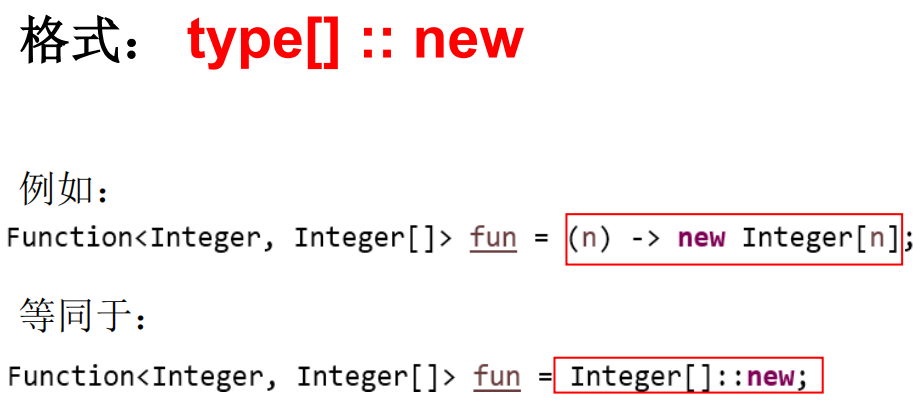 格式： type[] :: new
例如：
Function<Integer, Integer[]> fun = (n) -> new Integer[n];
等同于：
Function<Integer, Integer[]> fun = Integer[]::new;